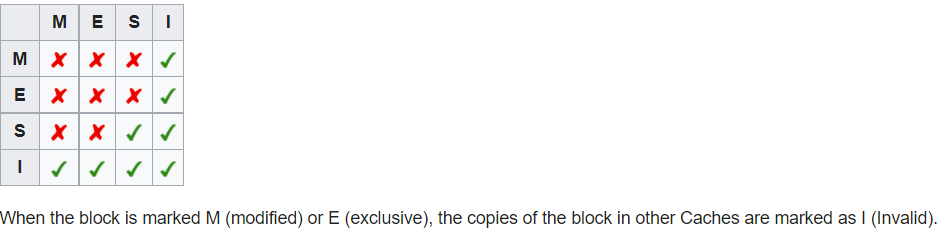 M E S I
M ✘ ✘ ✘ ✓
E ✘ ✘ ✘ ✓
S ✘ ✘ ✓ ✓
I ✓ ✓ ✓ ✓
When the block is marked M (modified) or E (exclusive), the copies of the block in other Caches are marked as I (Invalid).